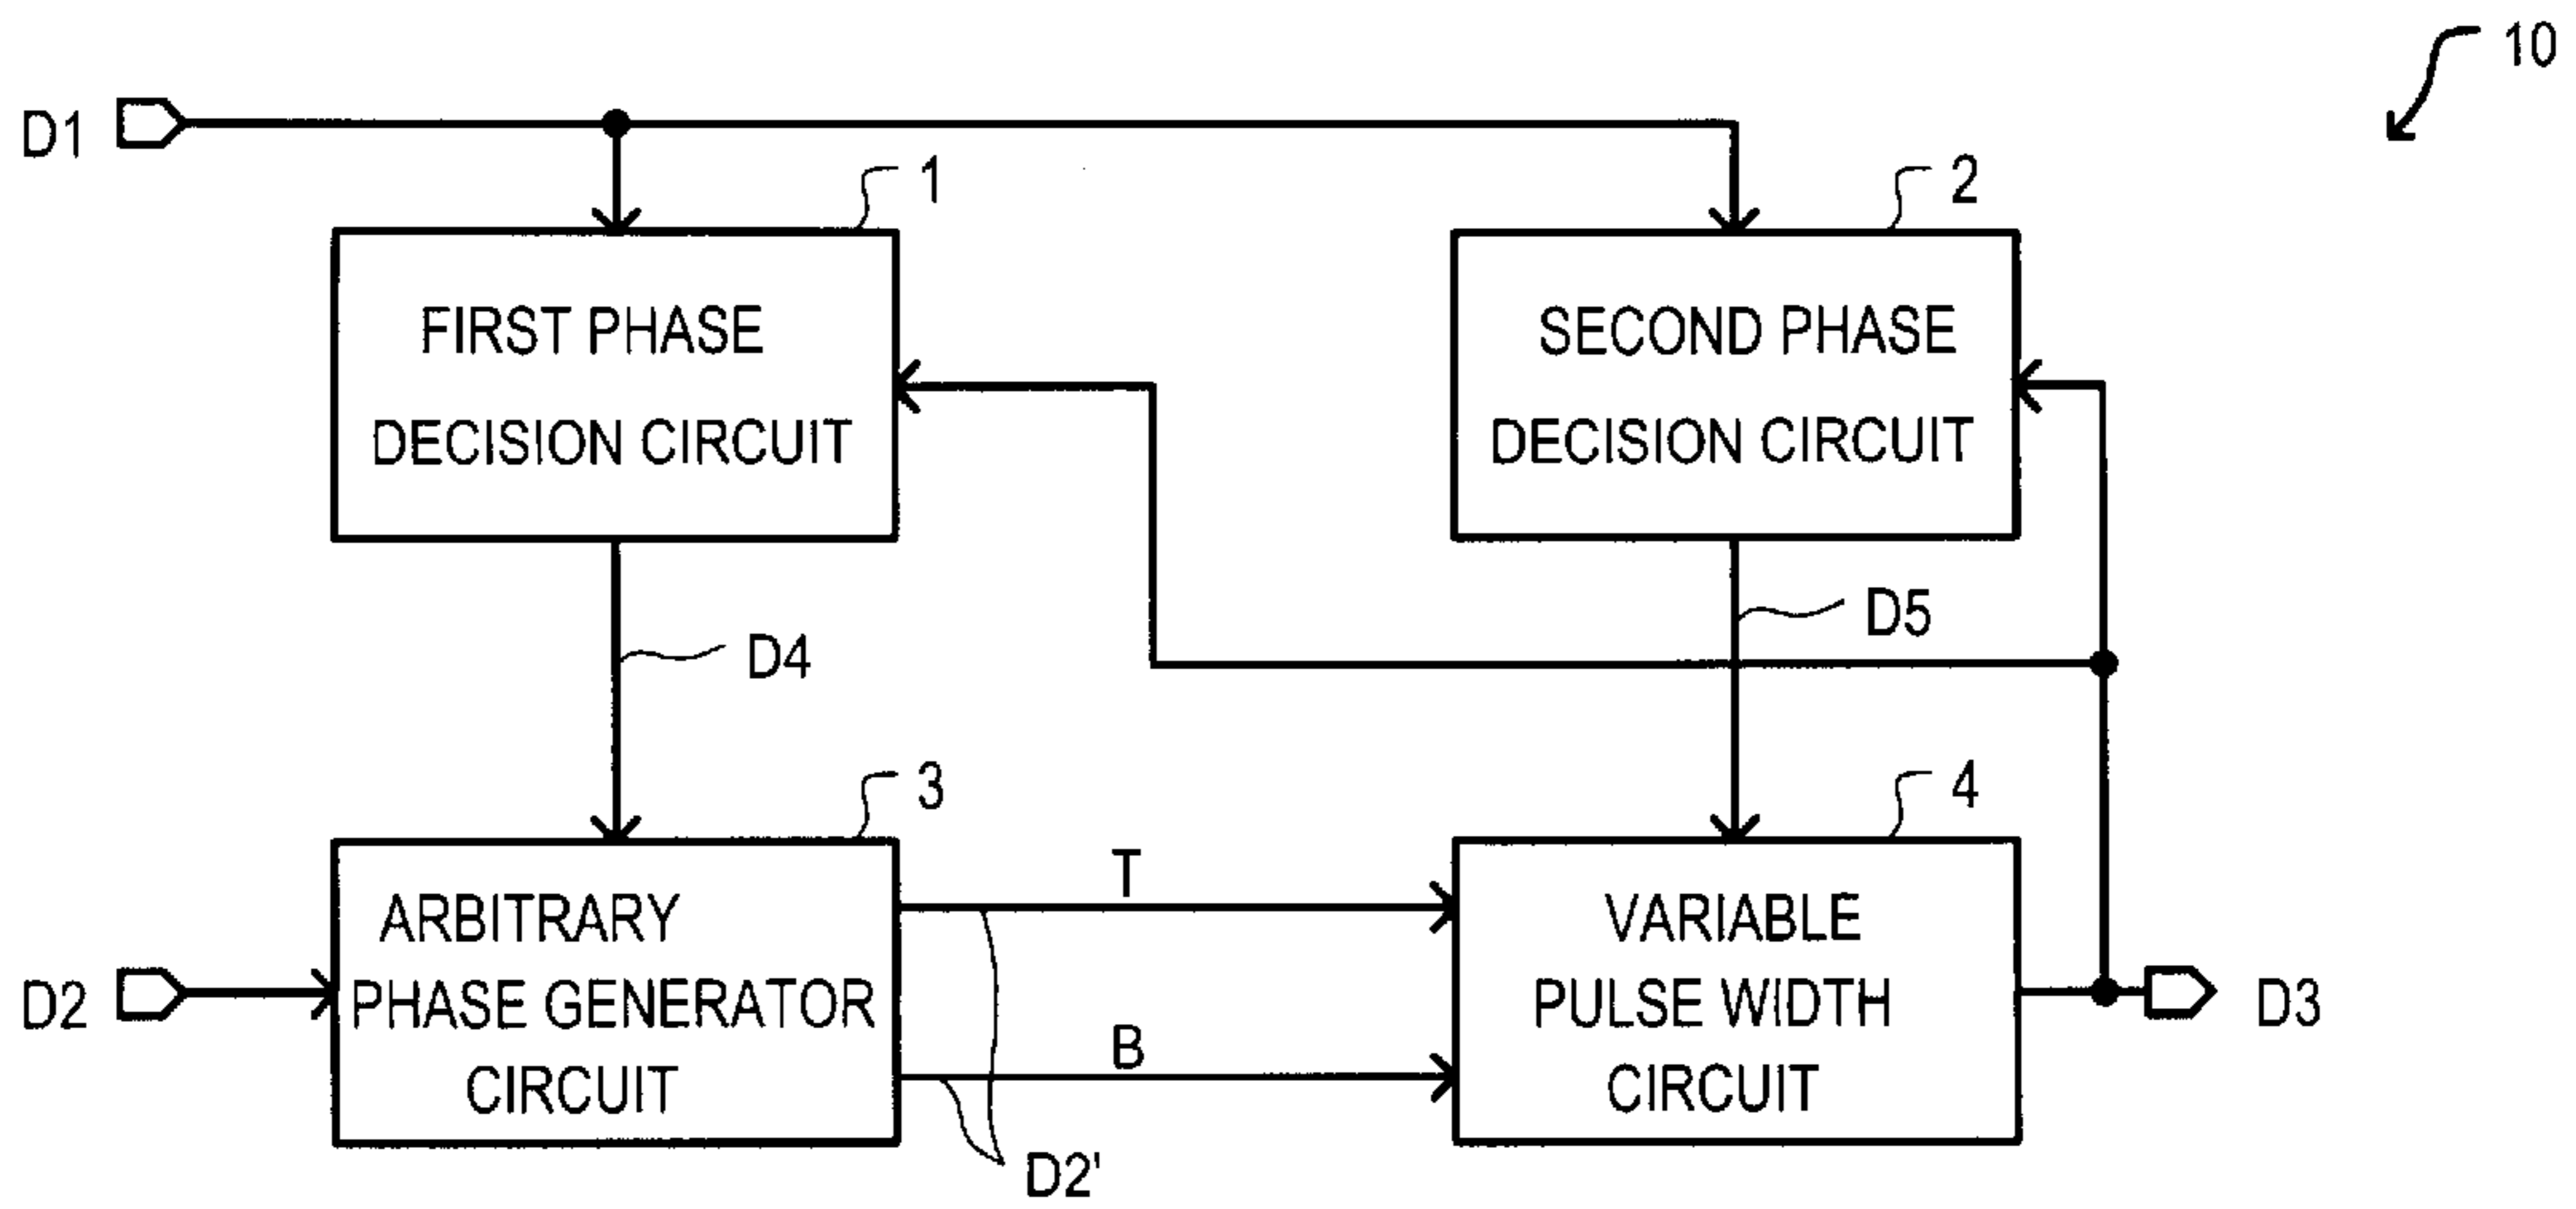 10
D1
1
2
FIRST PHASE
DECISION CIRCUIT
SECOND PHASE
DECISION CIRCUIT
D4
D5
3
4
T
ARBITRARY
PHASE GENERATOR
CIRCUIT
VARIABLE
PULSE WIDTH
CIRCUIT
D2
D3
B
D2'